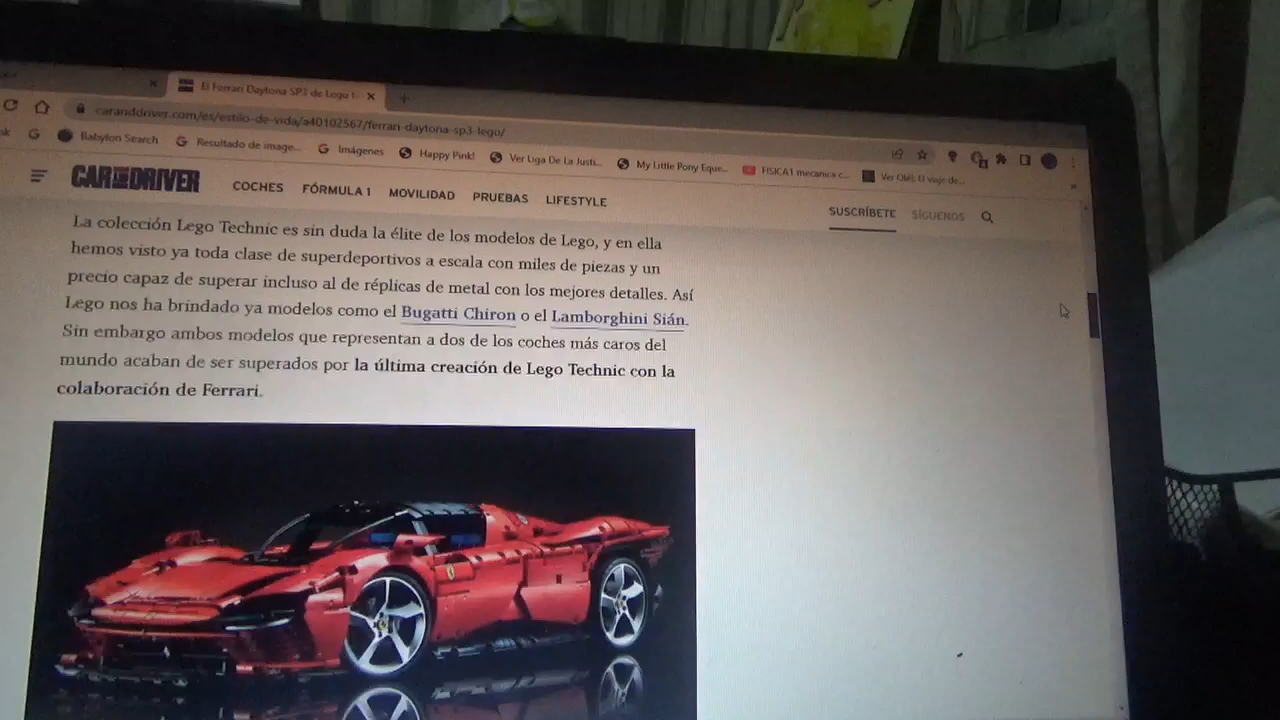 El Ferrari Daytona SP3 de Lego t
caranddriver.com/es/estilo-de-vida/a40102567/ferrari-daytona-sp3-lego/
Babylon Search
Resultado de image...
Imágenes
Happy Pink!
Ver Liga De La Justi...
My Little Pony Eque...
FISICA1 mecanica c...
Ver Olé!: El viaje de...
CAR AND DRIVER
COCHES
FÓRMULA 1
MOVILIDAD
PRUEBAS
LIFESTYLE
SUSCRÍBETE
SÍGUENOS
La colección Lego Technic es sin duda la élite de los modelos de Lego, y en ella
hemos visto ya toda clase de superdeportivos a escala con miles de piezas y un
precio capaz de superar incluso al de réplicas de metal con los mejores detalles. Así
Lego nos ha brindado ya modelos como el Bugatti Chiron o el Lamborghini Sián.
Sin embargo ambos modelos que representan a dos de los coches más caros del
mundo acaban de ser superados por la última creación de Lego Technic con la
colaboración de Ferrari.